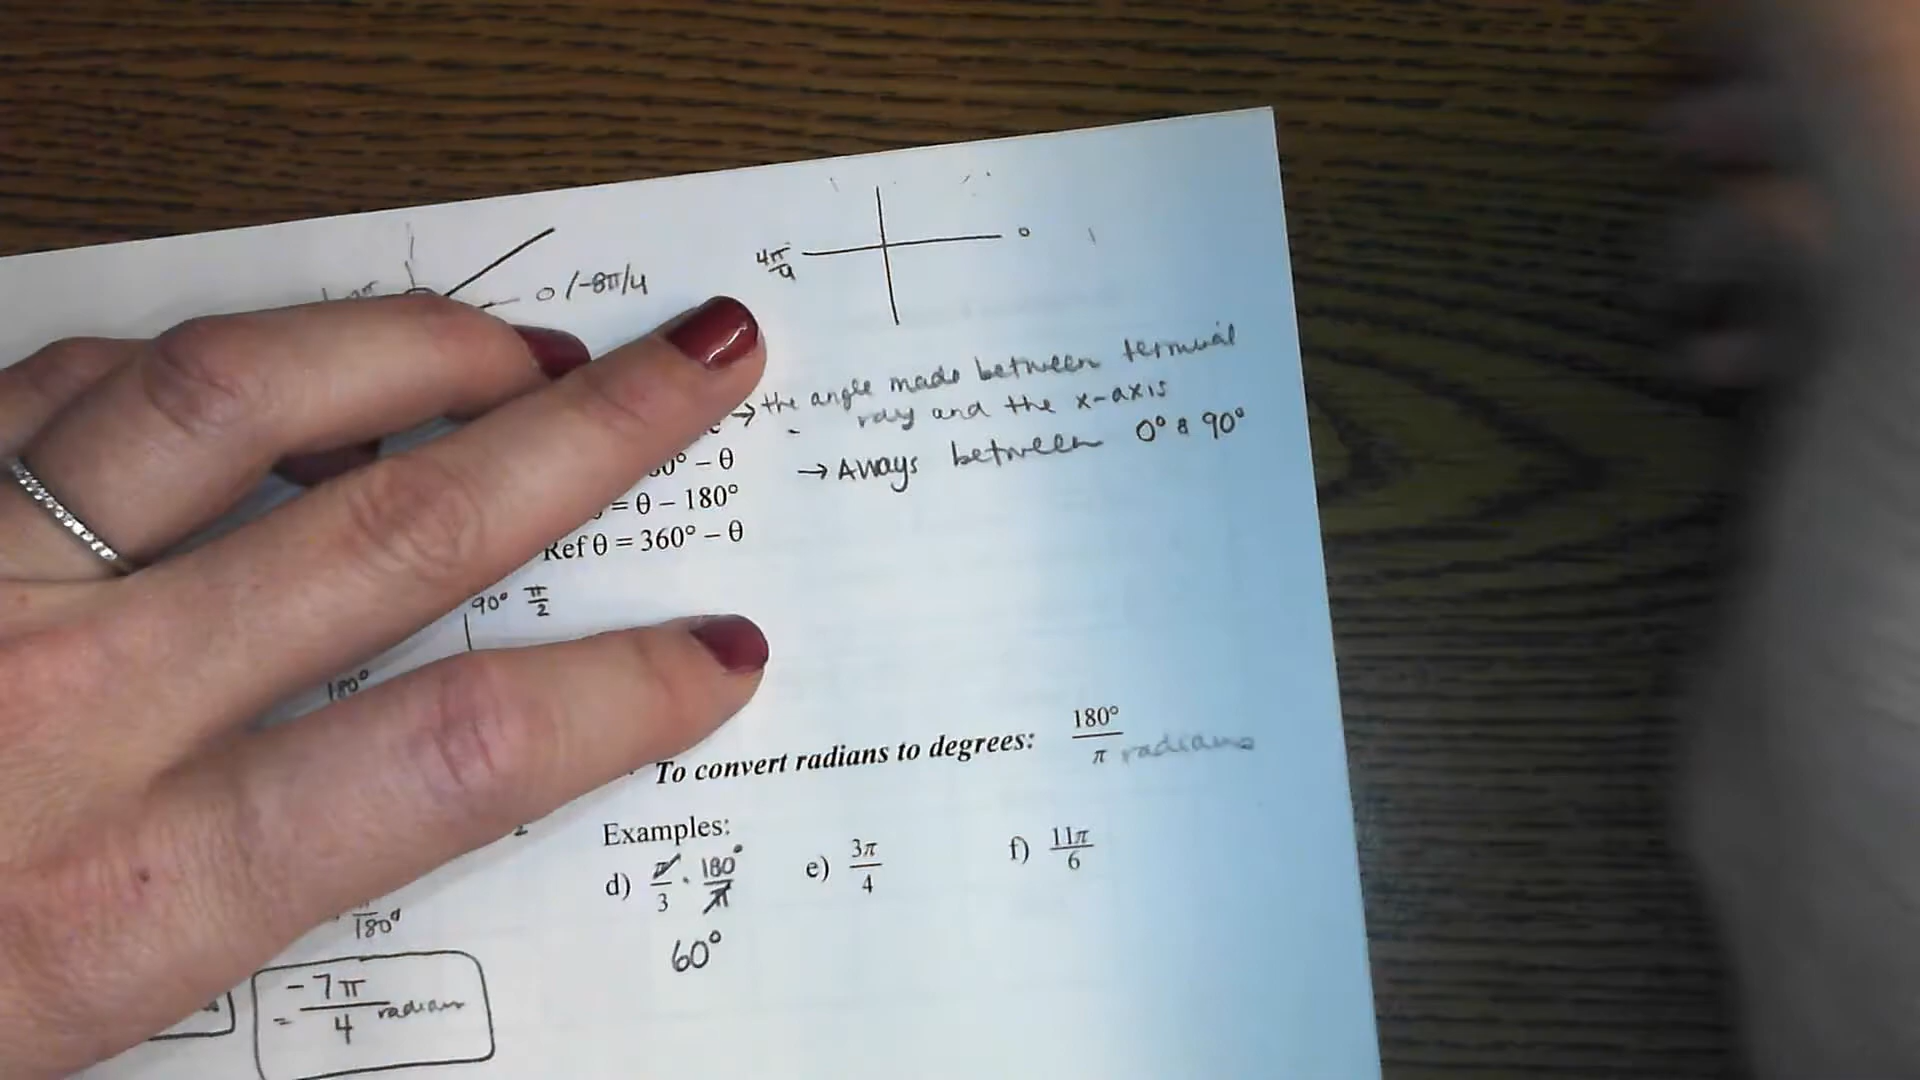 0
4π/4
0 /-8π/4
→ the angle made between terminal
ray and the x-axis
→ Always between 0° & 90°
0° – θ
= θ – 180°
Ref θ = 360° – θ
90° π/2
180°
To convert radians to degrees: 180°/π radians
Examples:
d) π/3 · 180°/π e) 3π/4 f) 11π/6
60°
180°
= -7π/4 radians